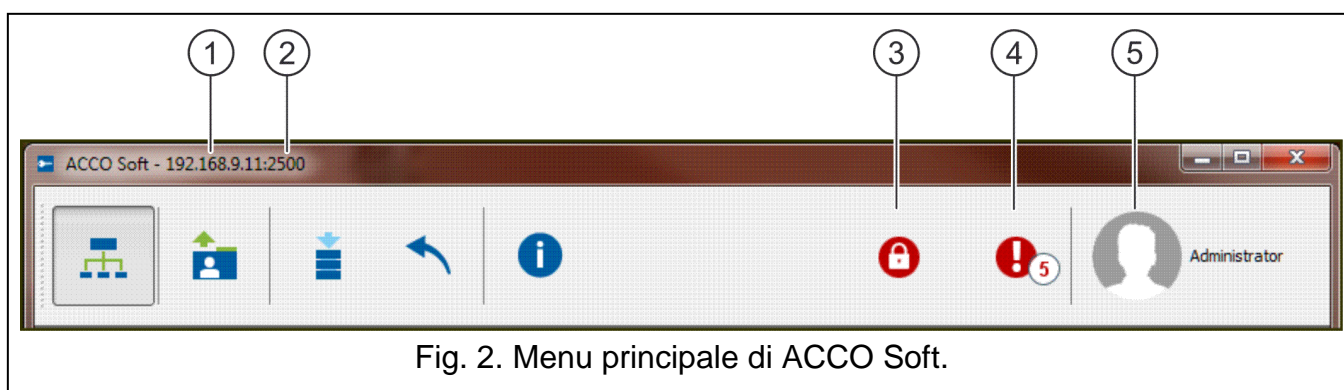 1 2 3 4 5
ACCO Soft - 192.168.9.11:2500
5
Administrator
Fig. 2. Menu principale di ACCO Soft.